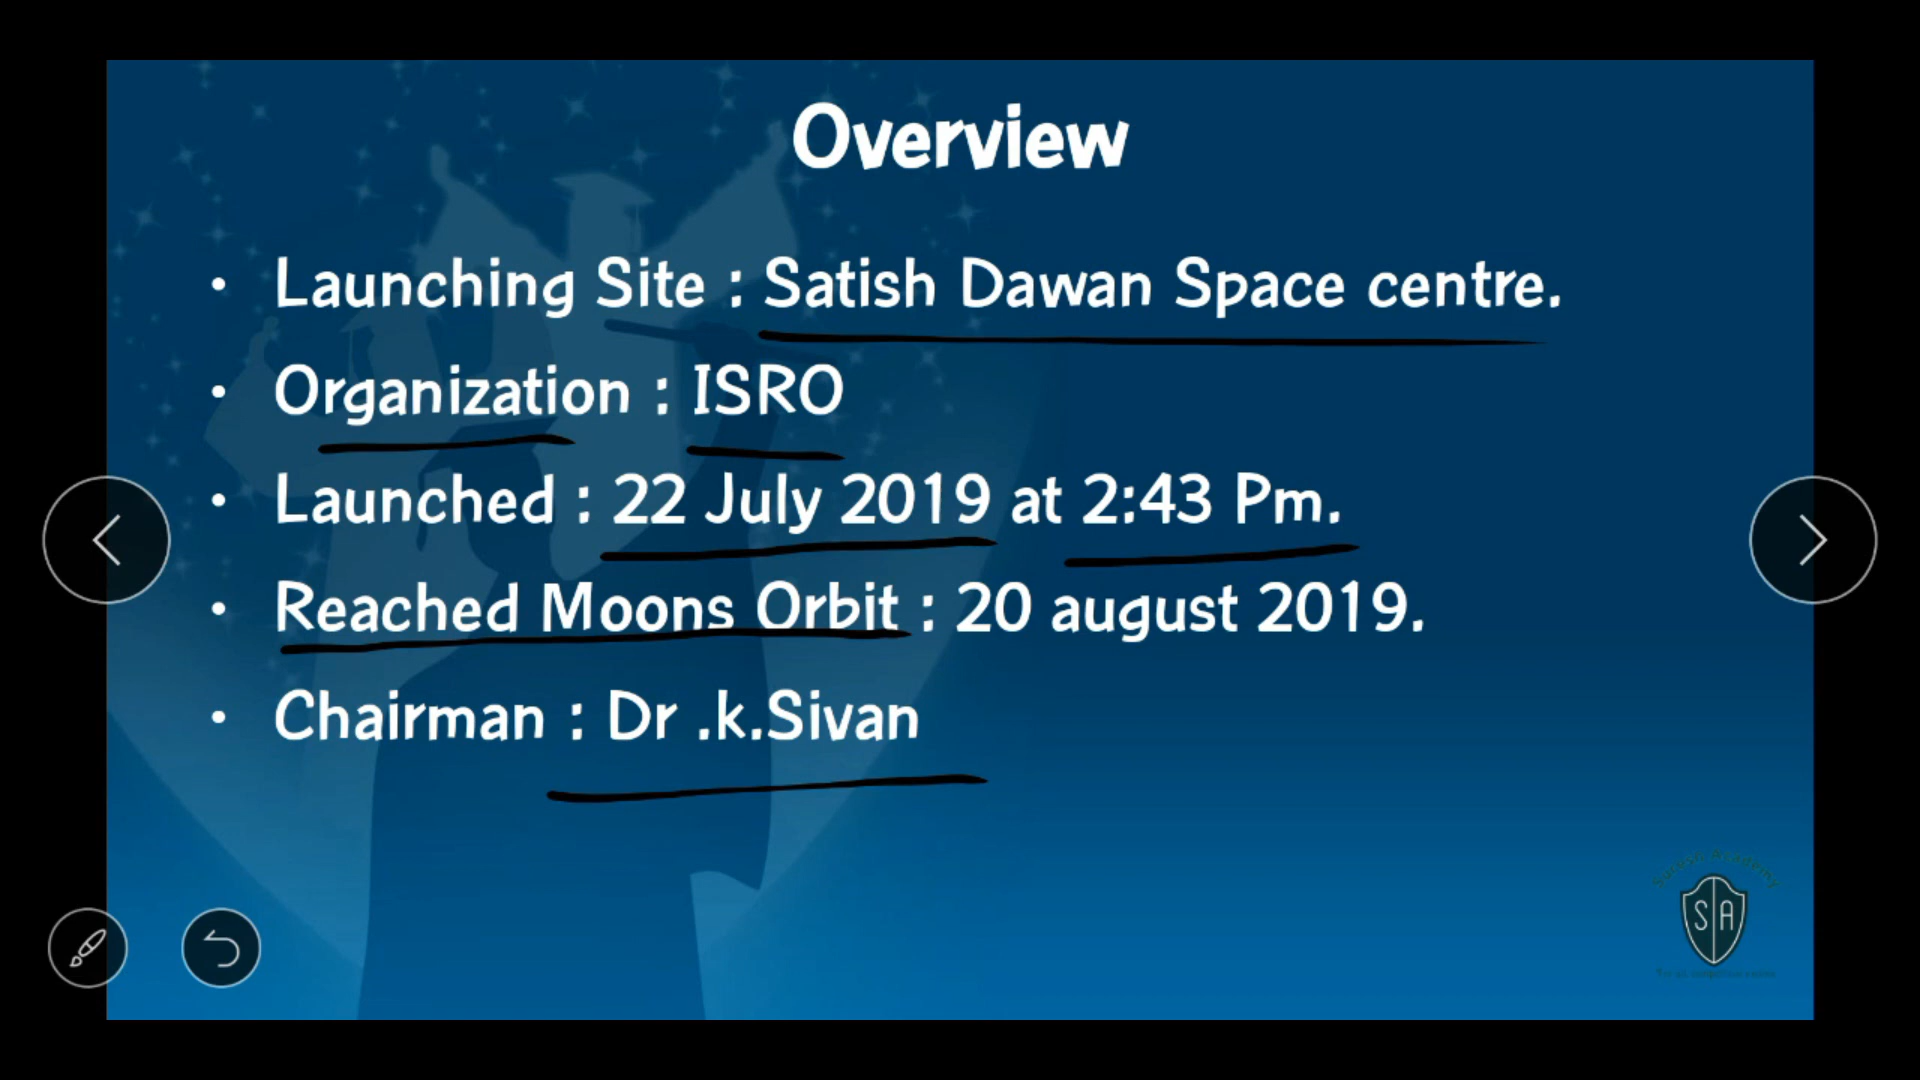 Overview
• Launching Site : Satish Dawan Space centre.
• Organization : ISRO
• Launched : 22 July 2019 at 2:43 Pm.
• Reached Moons Orbit : 20 august 2019.
• Chairman : Dr .k.Sivan
Academy
S A